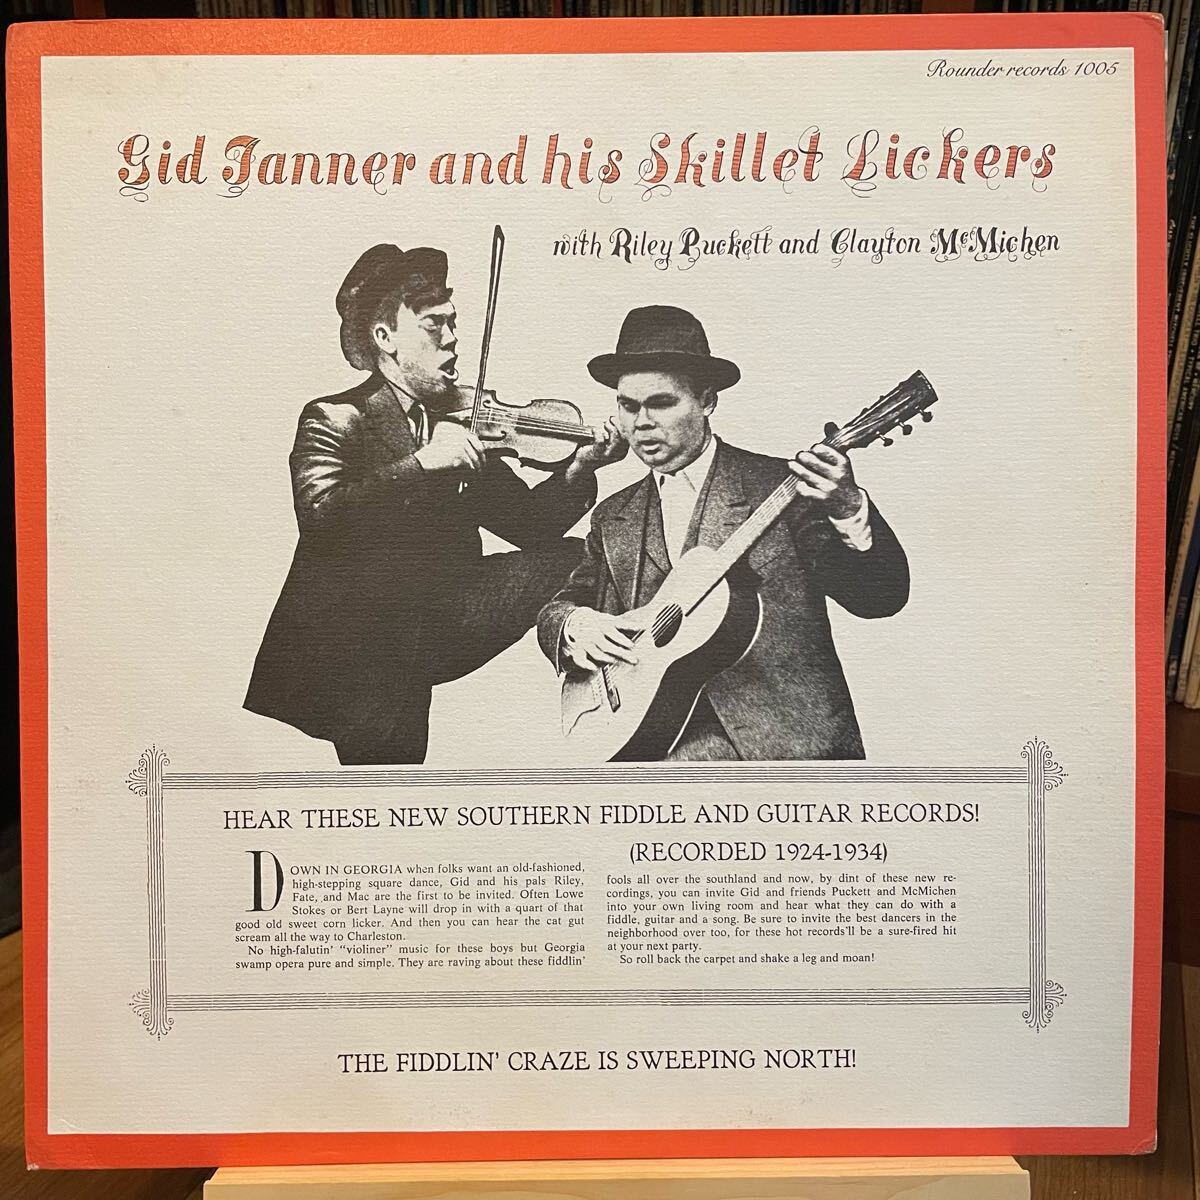 Rounder records 1005
Gid Tanner and his Skillet Lickers
with Riley Puckett and Clayton McMichen
HEAR THESE NEW SOUTHERN FIDDLE AND GUITAR RECORDS!
(RECORDED 1924-1934)
DOWN IN GEORGIA when folks want an old-fashioned,
high-stepping square dance, Gid and his pals Riley,
Fate, and Mac are the first to be invited. Often Lowe
Stokes or Bert Layne will drop in with a quart of that
good old sweet corn licker. And then you can hear the cat gut
scream all the way to Charleston.
No high-falutin' "violiner" music for these boys but Georgia
swamp opera pure and simple. They are raving about these fiddlin'
fools all over the southland and now, by dint of these new re-
cordings, you can invite Gid and friends Puckett and McMichen
into your own living room and hear what they can do with a
fiddle, guitar and a song. Be sure to invite the best dancers in the
neighborhood over too, for these hot records'll be a sure-fired hit
at your next party.
So roll back the carpet and shake a leg and moan!
THE FIDDLIN' CRAZE IS SWEEPING NORTH!